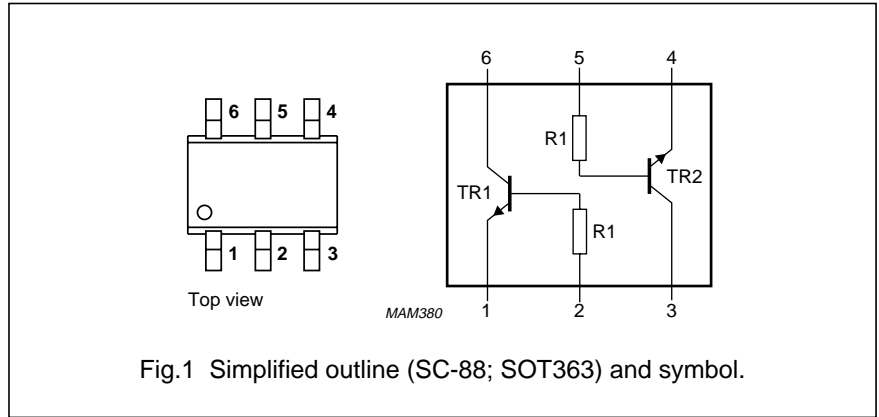 6 5 4
6 5 4
R1
TR1 TR2
R1
1 2 3
Top view
MAM380
1 2 3
Fig.1 Simplified outline (SC-88; SOT363) and symbol.